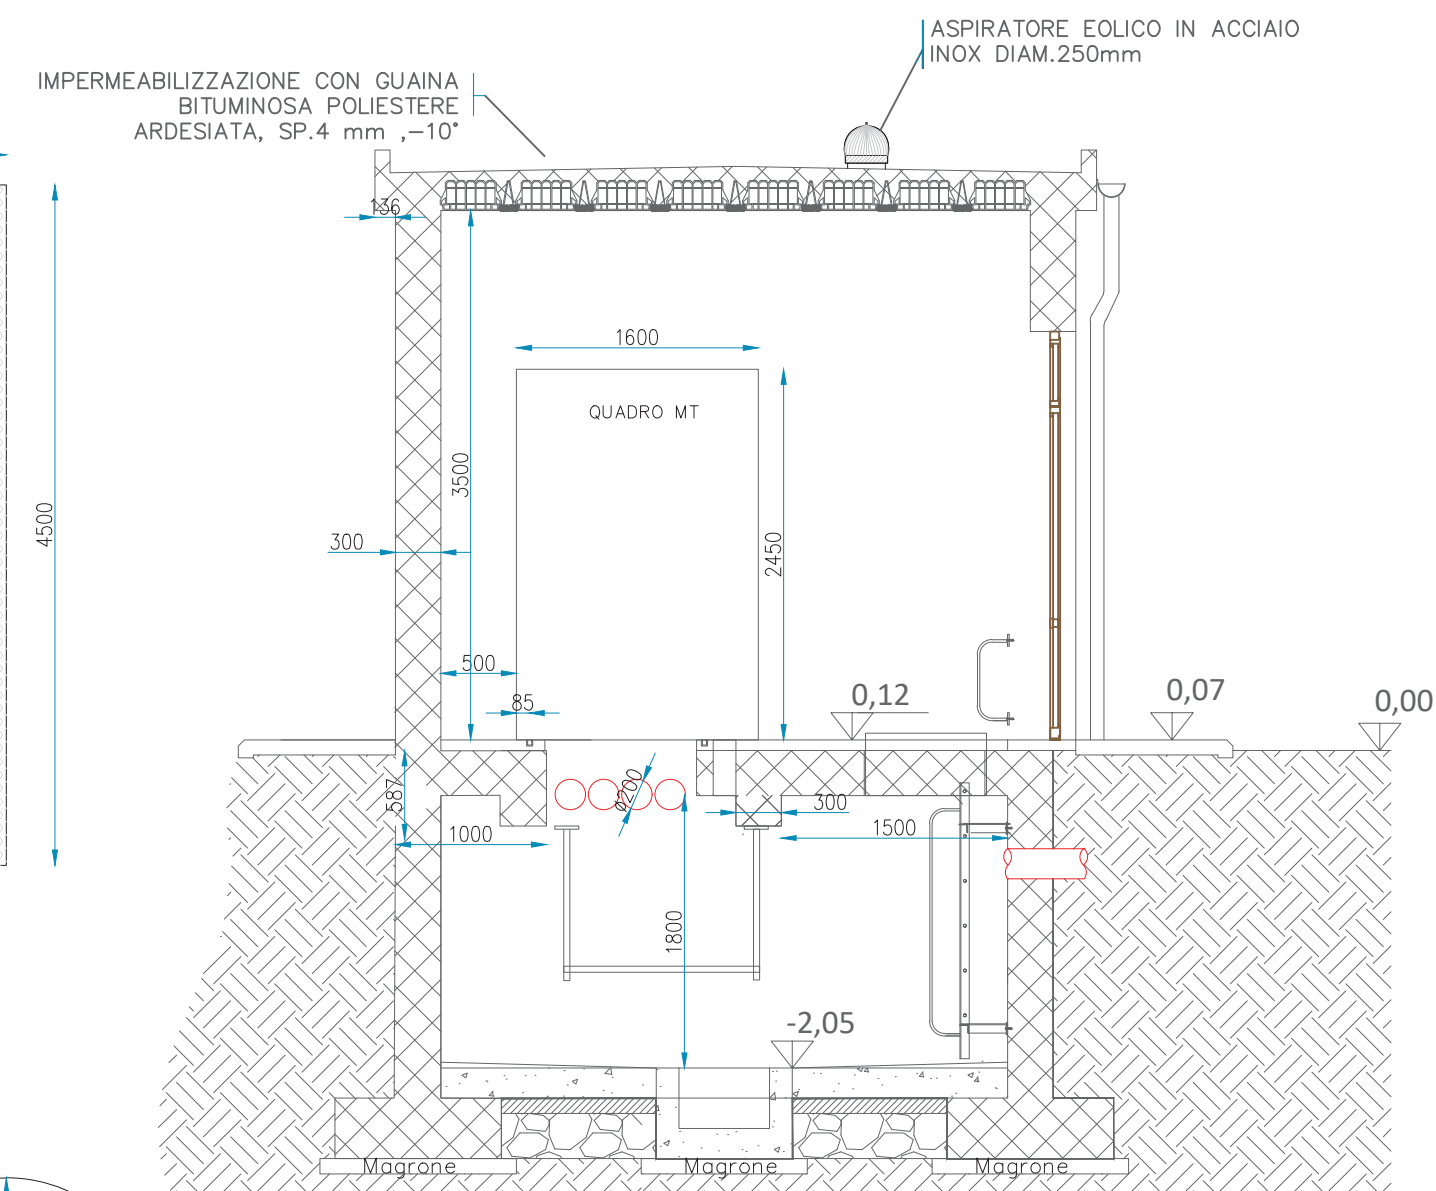 ASPIRATORE EOLICO IN ACCIAIO
INOX DIAM.250mm
IMPERMEABILIZZAZIONE CON GUAINA
BITUMINOSA POLIESTERE
ARDESIATA, SP.4 mm ,–10°
136
1600
QUADRO MT
3500
4500
300
2450
500
85
0,12
0,07
0,00
587
ø200
300
1000
1500
1800
-2,05
Magrone
Magrone
Magrone